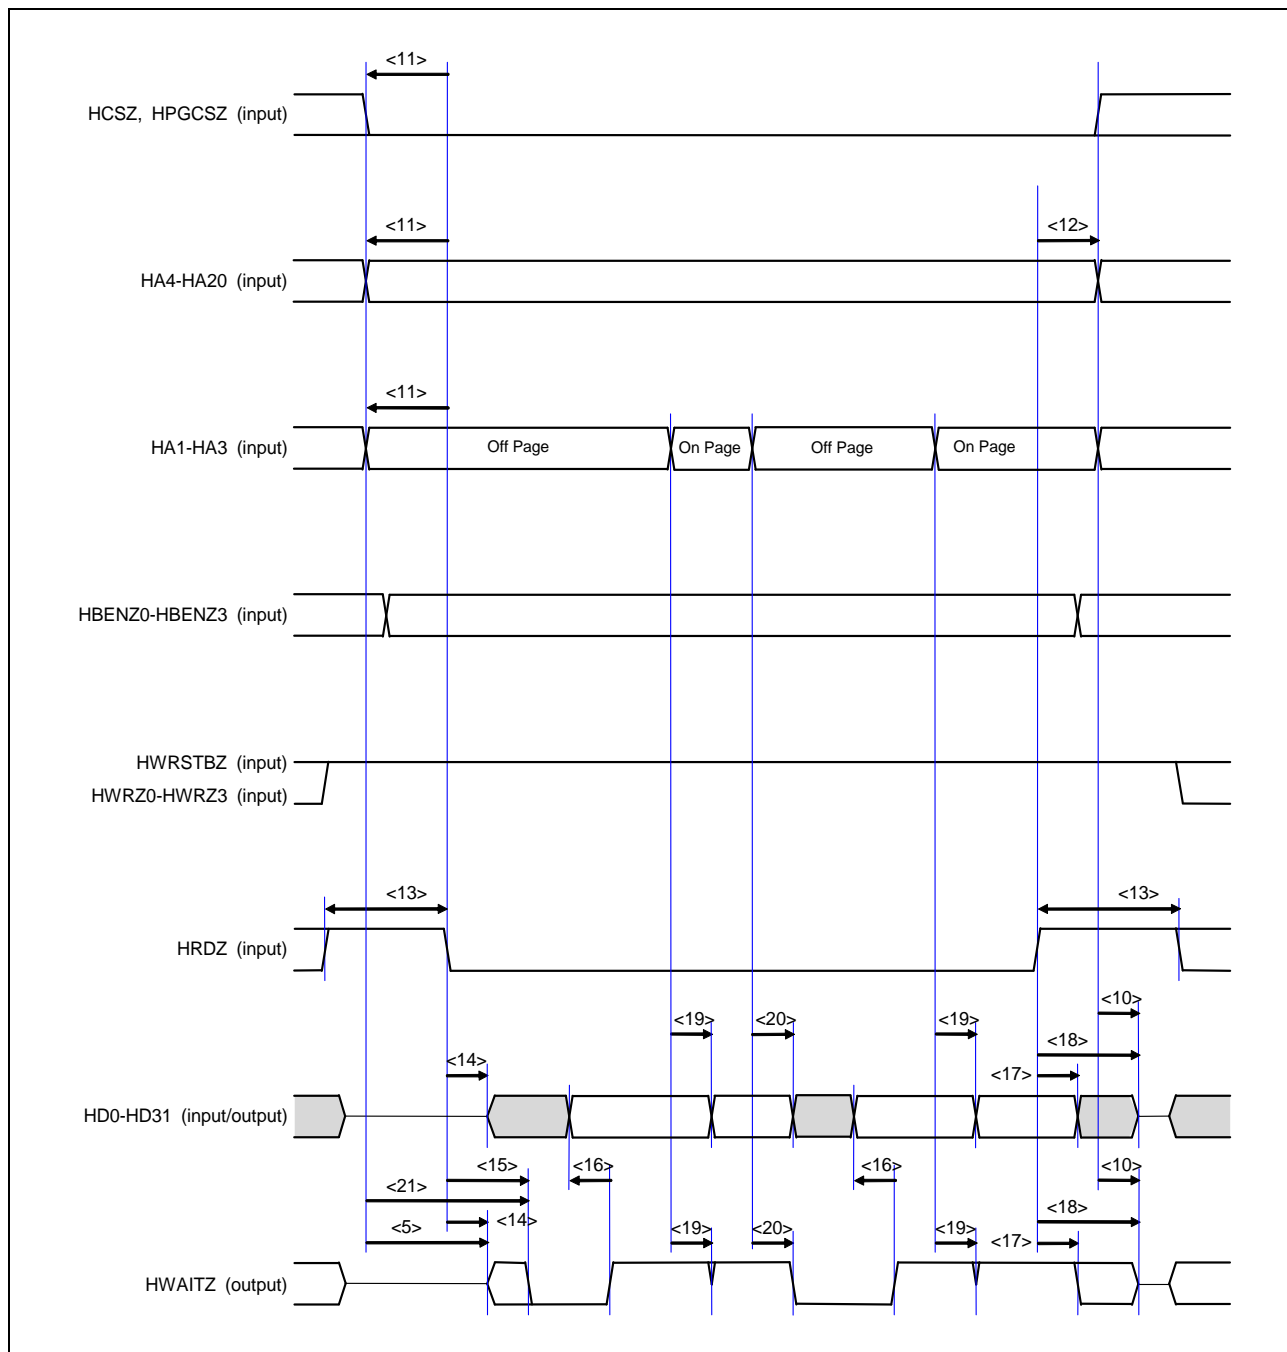 <11>
HCSZ, HPGCSZ (input)
<11>
<12>
HA4-HA20 (input)
<11>
HA1-HA3 (input)
Off Page
On Page
Off Page
On Page
HBENZ0-HBENZ3 (input)
HWRSTBZ (input)
HWRZ0-HWRZ3 (input)
<13>
<13>
HRDZ (input)
<10>
<19>
<20>
<19>
<18>
<14>
<17>
HD0-HD31 (input/output)
<15>
<16>
<16>
<10>
<21>
<14>
<18>
<5>
<19>
<20>
<19>
<17>
HWAITZ (output)